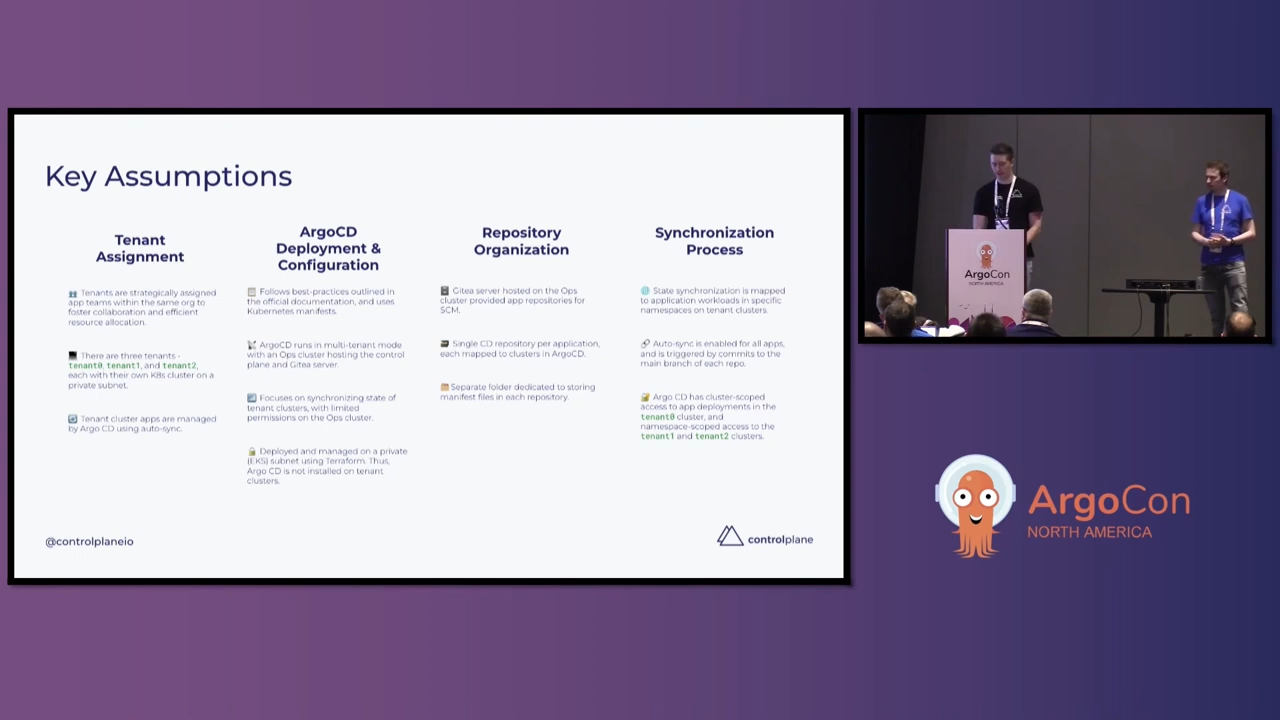 Key Assumptions
Tenant
Assignment
Tenants are strategically assigned
app teams within the same org to
foster collaboration and efficient
resource allocation.
There are three tenants -
tenant0, tenant1, and tenant2,
each with their own K8s cluster on a
private subnet.
Tenant cluster apps are managed
by Argo CD using auto-sync.
ArgoCD
Deployment &
Configuration
Follows best-practices outlined in
the official documentation, and uses
Kubernetes manifests.
ArgoCD runs in multi-tenant mode
with an Ops cluster hosting the control
plane and Gitea server.
Focuses on synchronizing state of
tenant clusters, with limited
permissions on the Ops cluster.
Deployed and managed on a private
(EKS) subnet using Terraform. Thus,
Argo CD is not installed on tenant
clusters.
Repository
Organization
Gitea server hosted on the Ops
cluster provided app repositories for
SCM.
Single CD repository per application,
each mapped to clusters in ArgoCD.
Separate folder dedicated to storing
manifest files in each repository.
Synchronization
Process
State synchronization is mapped
to application workloads in specific
namespaces on tenant clusters.
Auto-sync is enabled for all apps,
and is triggered by commits to the
main branch of each repo.
Argo CD has cluster-scoped
access to app deployments in the
tenant0 cluster, and
namespace-scoped access to the
tenant1 and tenant2 clusters.
@controlplaneio
controlplane
ArgoCon
NORTH AMERICA
ArgoCon
NORTH AMERICA